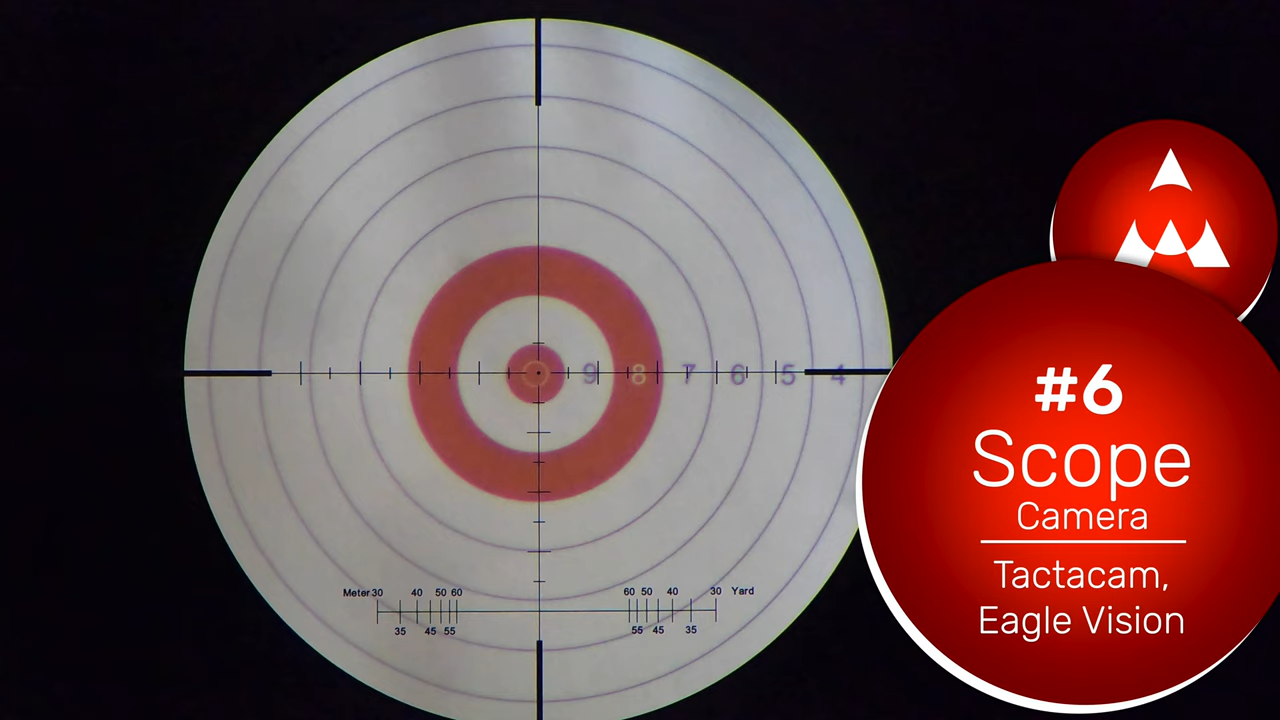 9 8 7 6 5 4
Meter 30 40 50 60
35 45 55
60 50 40 30 Yard
55 45 35
#6
Scope
Camera
Tactacam,
Eagle Vision